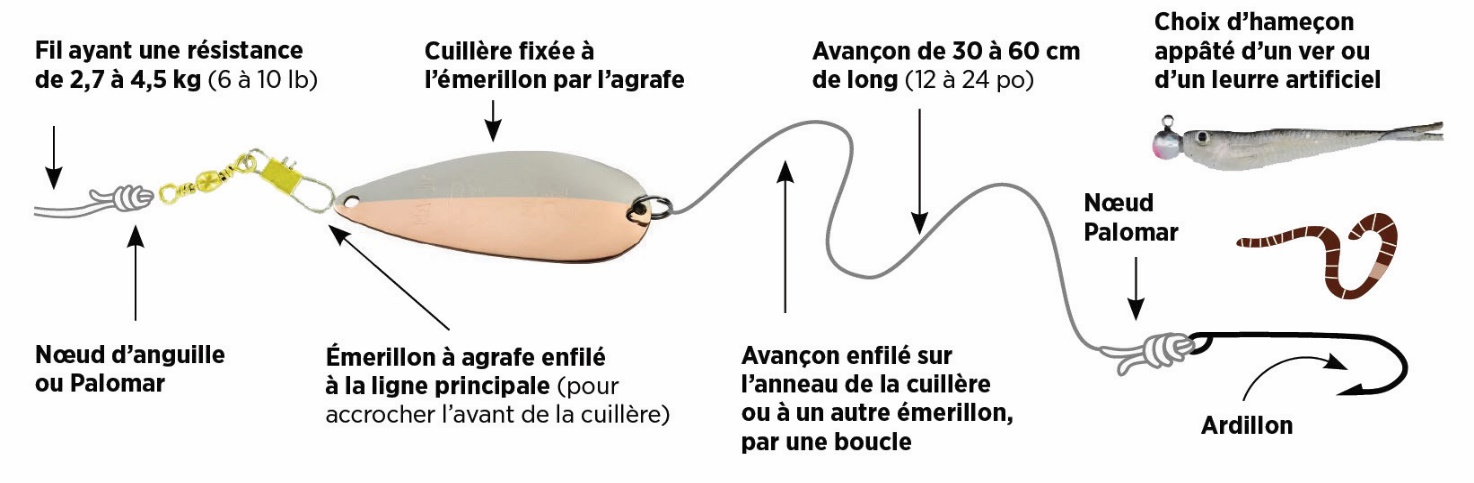 Fil ayant une résistance
de 2,7 à 4,5 kg (6 à 10 lb)
Cuillère fixée à
l’émerillon par l’agrafe
Avançon de 30 à 60 cm
de long (12 à 24 po)
Choix d’hameçon
appâté d’un ver ou
d’un leurre artificiel
Nœud
Palomar
Nœud d’anguille
ou Palomar
Émerillon à agrafe enfilé
à la ligne principale (pour
accrocher l’avant de la cuillère)
Avançon enfilé sur
l’anneau de la cuillère
ou à un autre émerillon,
par une boucle
Ardillon